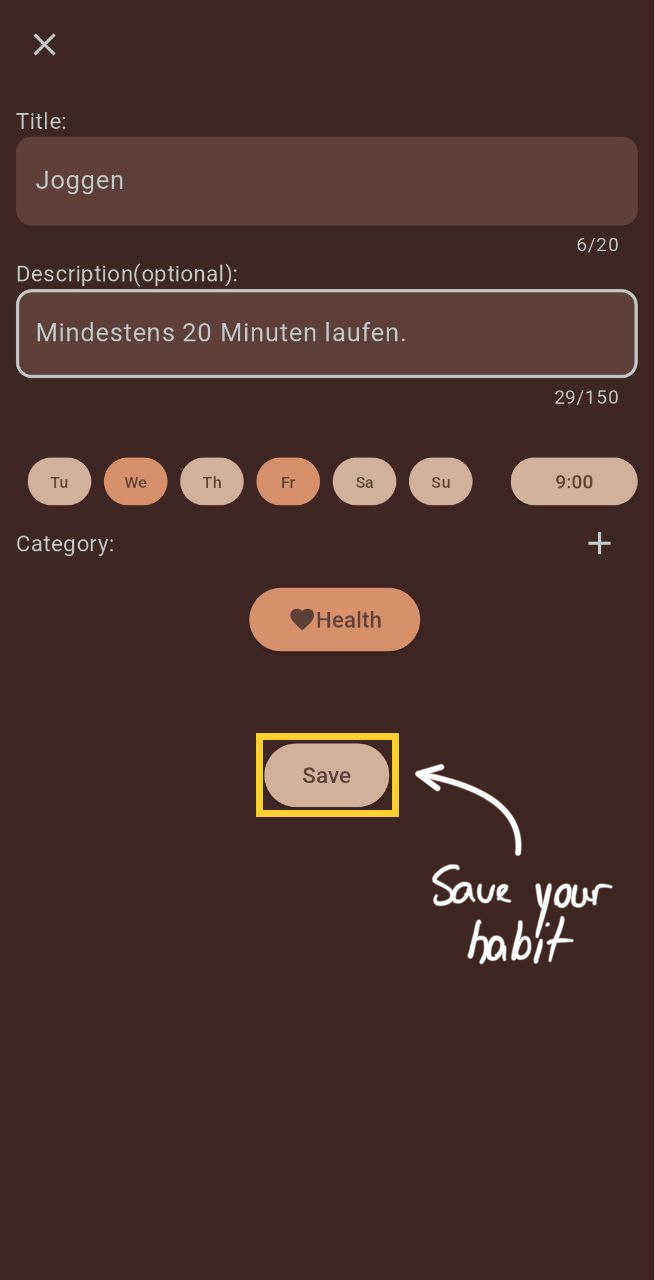 Title:
Joggen
6/20
Description(optional):
Mindestens 20 Minuten laufen.
29/150
Tu We Th Fr Sa Su 9:00
Category:
Health
Save
Save your
habit